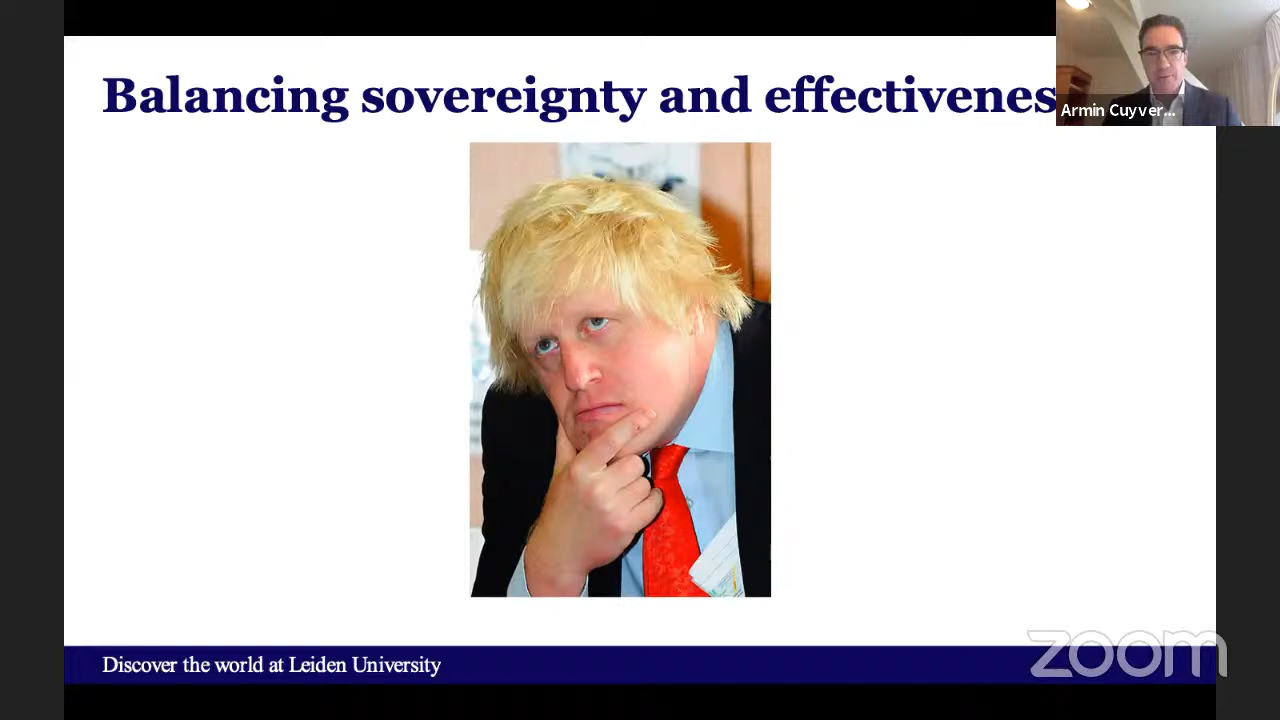 Balancing sovereignty and effectivenes
Armin Cuyver...
Discover the world at Leiden University
zoom